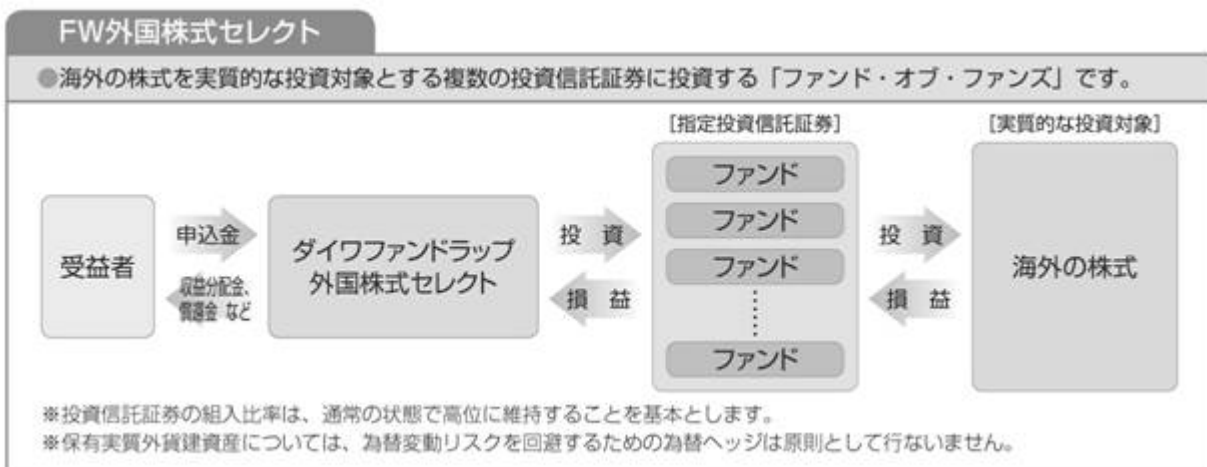 FW外国株式セレクト
●海外の株式を実質的な投資対象とする複数の投資信託証券に投資する「ファンド・オブ・ファンズ」です。
[指定投資信託証券]
[実質的な投資対象]
受益者
申込金
収益分配金、
償還金 など
ダイワファンドラップ
外国株式セレクト
投 資
損 益
ファンド
ファンド
ファンド
ファンド
投 資
損 益
海外の株式
※投資信託証券の組入比率は、通常の状態で高位に維持することを基本とします。
※保有実質外貨建資産については、為替変動リスクを回避するための為替ヘッジは原則として行ないません。